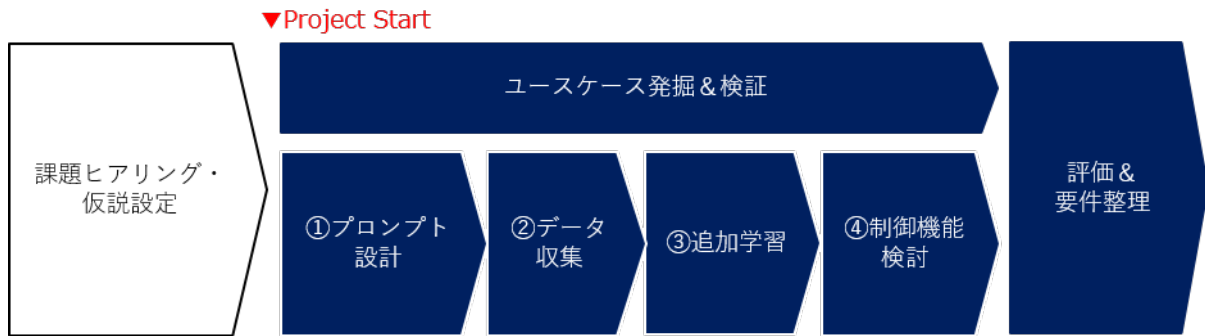 ▼Project Start
課題ヒアリング・
仮説設定
ユースケース発掘＆検証
①プロンプト
設計
②データ
収集
③追加学習
④制御機能
検討
評価＆
要件整理